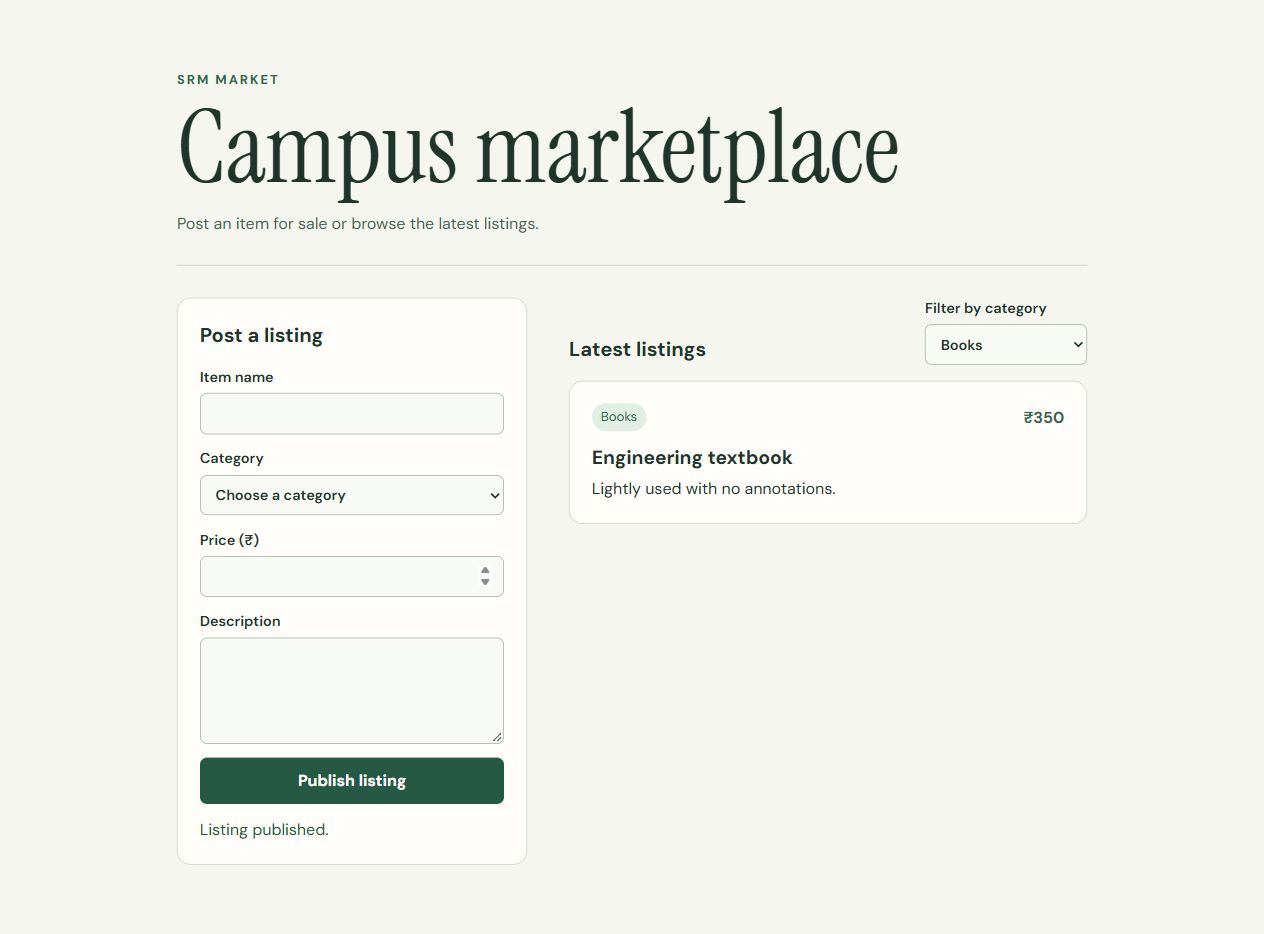 SRM MARKET
Campus marketplace
Post an item for sale or browse the latest listings.
Post a listing
Item name
Category
Choose a category
Price (₹)
Description
Publish listing
Listing published.
Latest listings
Filter by category
Books
Books
₹350
Engineering textbook
Lightly used with no annotations.